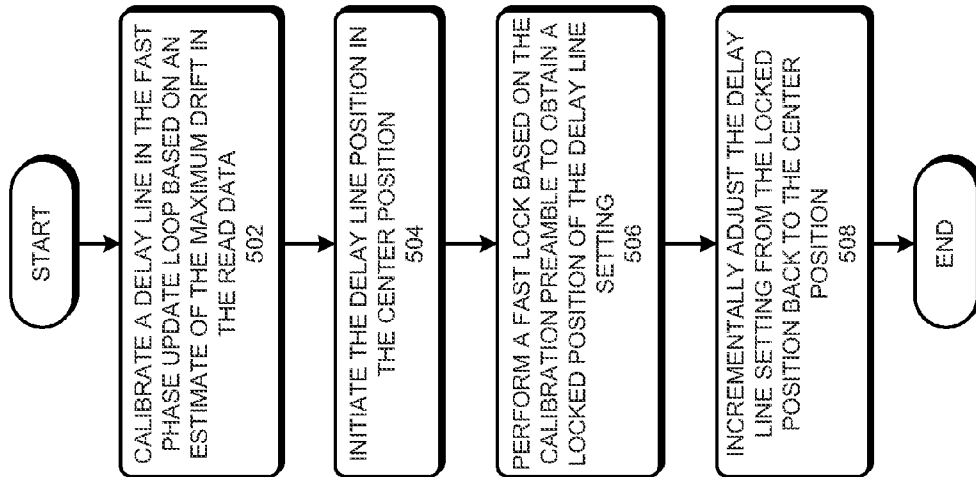 START
CALIBRATE A DELAY LINE IN THE FAST
PHASE UPDATE LOOP BASED ON AN
ESTIMATE OF THE MAXIMUM DRIFT IN
THE READ DATA
502
INITIATE THE DELAY LINE POSITION IN
THE CENTER POSITION
504
PERFORM A FAST LOCK BASED ON THE
CALIBRATION PREAMBLE TO OBTAIN A
LOCKED POSITION OF THE DELAY LINE
SETTING
506
INCREMENTALLY ADJUST THE DELAY
LINE SETTING FROM THE LOCKED
POSITION BACK TO THE CENTER
POSITION
508
END